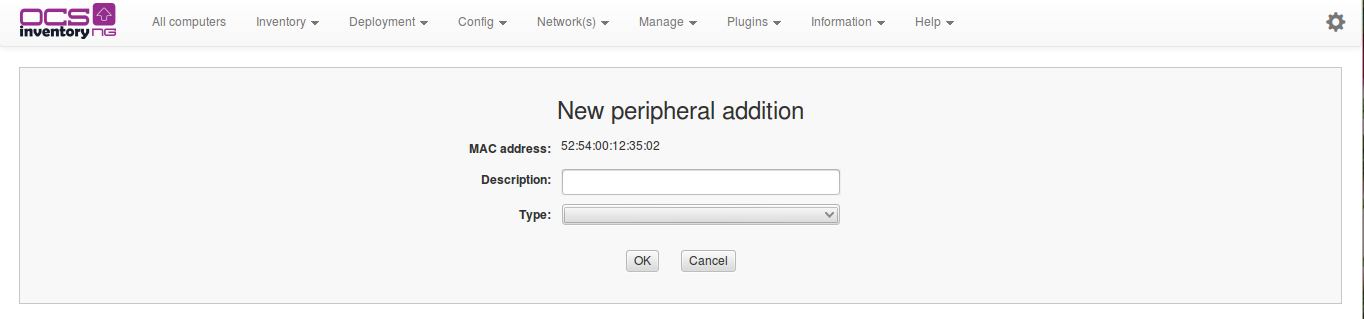 OCS
inventory NG
All computers Inventory Deployment Config Network(s) Manage Plugins Information Help
New peripheral addition
MAC address: 52:54:00:12:35:02
Description:
Type:
OK Cancel